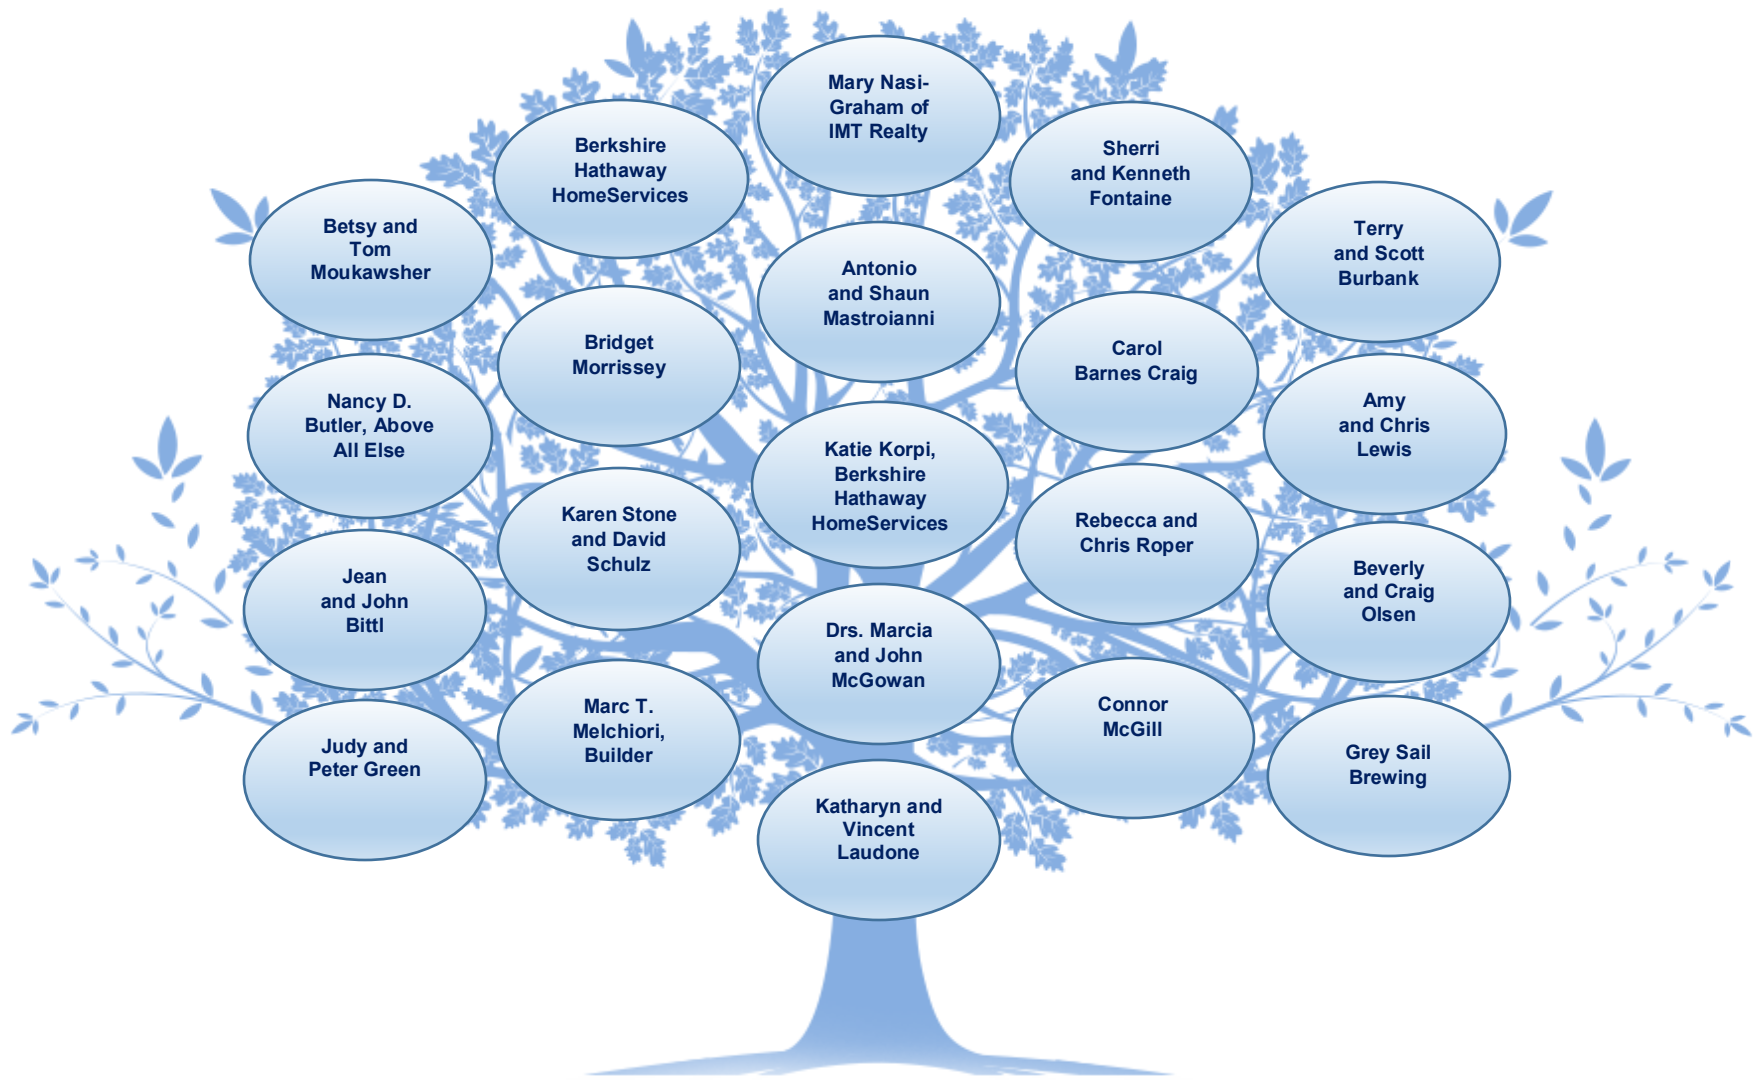 Mary Nasi-
Graham of
IMT Realty
Berkshire
Hathaway
HomeServices
Sherri
and Kenneth
Fontaine
Betsy and
Tom
Moukawsher
Terry
and Scott
Burbank
Antonio
and Shaun
Mastroianni
Bridget
Morrissey
Carol
Barnes Craig
Nancy D.
Butler, Above
All Else
Amy
and Chris
Lewis
Katie Korpi,
Berkshire
Hathaway
HomeServices
Karen Stone
and David
Schulz
Rebecca and
Chris Roper
Jean
and John
Bittl
Beverly
and Craig
Olsen
Drs. Marcia
and John
McGowan
Marc T.
Melchiori,
Builder
Connor
McGill
Judy and
Peter Green
Grey Sail
Brewing
Katharyn and
Vincent
Laudone